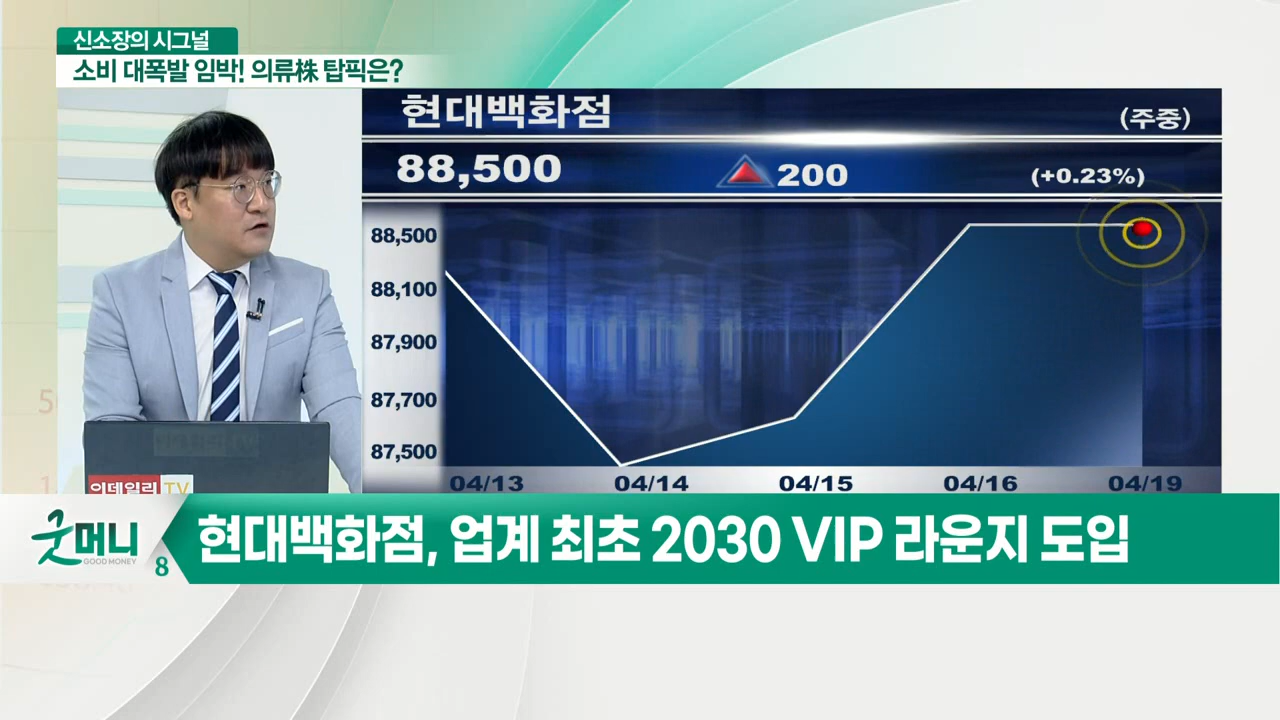 신소장의 시그널
소비 대폭발 임박! 의류株 탑픽은?
현대백화점
(주중)
88,500
200
(+0.23%)
88,500
88,100
87,900
87,700
87,500
04/13 04/14 04/15 04/16 04/19
이데일리TV
굿머니
GOOD MONEY
8
현대백화점, 업계 최초 2030 VIP 라운지 도입